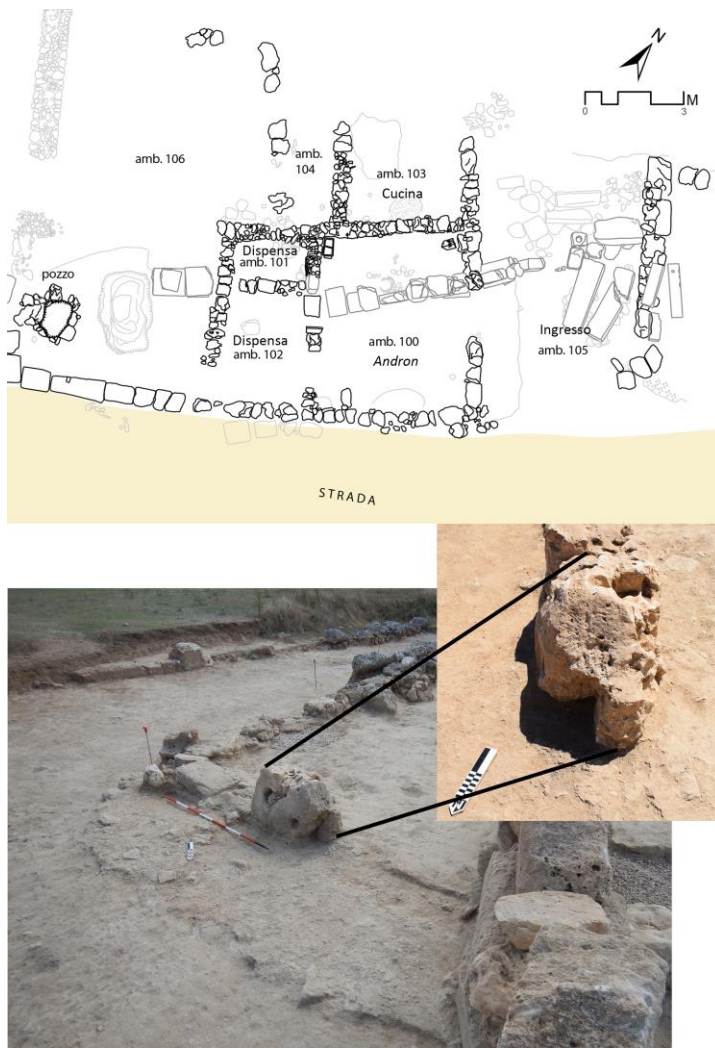 N
M
0 3
amb. 106
amb.
104
amb. 103
Cucina
Dispensa
amb. 101
pozzo
Dispensa
amb. 102
amb. 100
Andron
Ingresso
amb. 105
STRADA